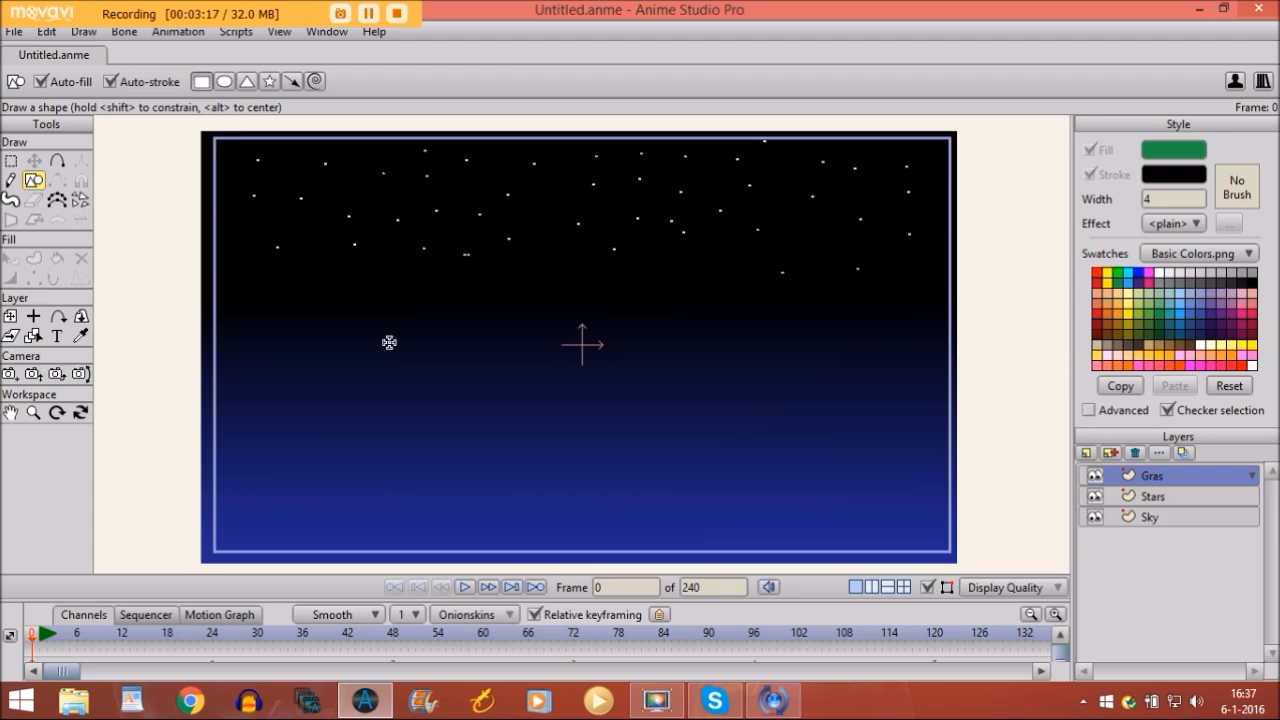 movavi Recording [00:03:17 / 32.0 MB] Untitled.anme - Anime Studio Pro
File Edit Draw Bone Animation Scripts View Window Help
Untitled.anme
Auto-fill Auto-stroke
Draw a shape (hold <shift> to constrain, <alt> to center) Frame: 0
Tools
Draw
Fill
Layer
Camera
Workspace
Style
Fill
Stroke
No Brush
Width 4
Effect <plain> ...
Swatches Basic Colors.png
Copy Paste Reset
Advanced Checker selection
Layers
Gras
Stars
Sky
Frame 0 of 240 Display Quality
Channels Sequencer Motion Graph Smooth 1 Onionskins Relative keyframing
0 6 12 18 24 30 36 42 48 54 60 66 72 78 84 90 96 102 108 114 120 126 132
16:37
6-1-2016